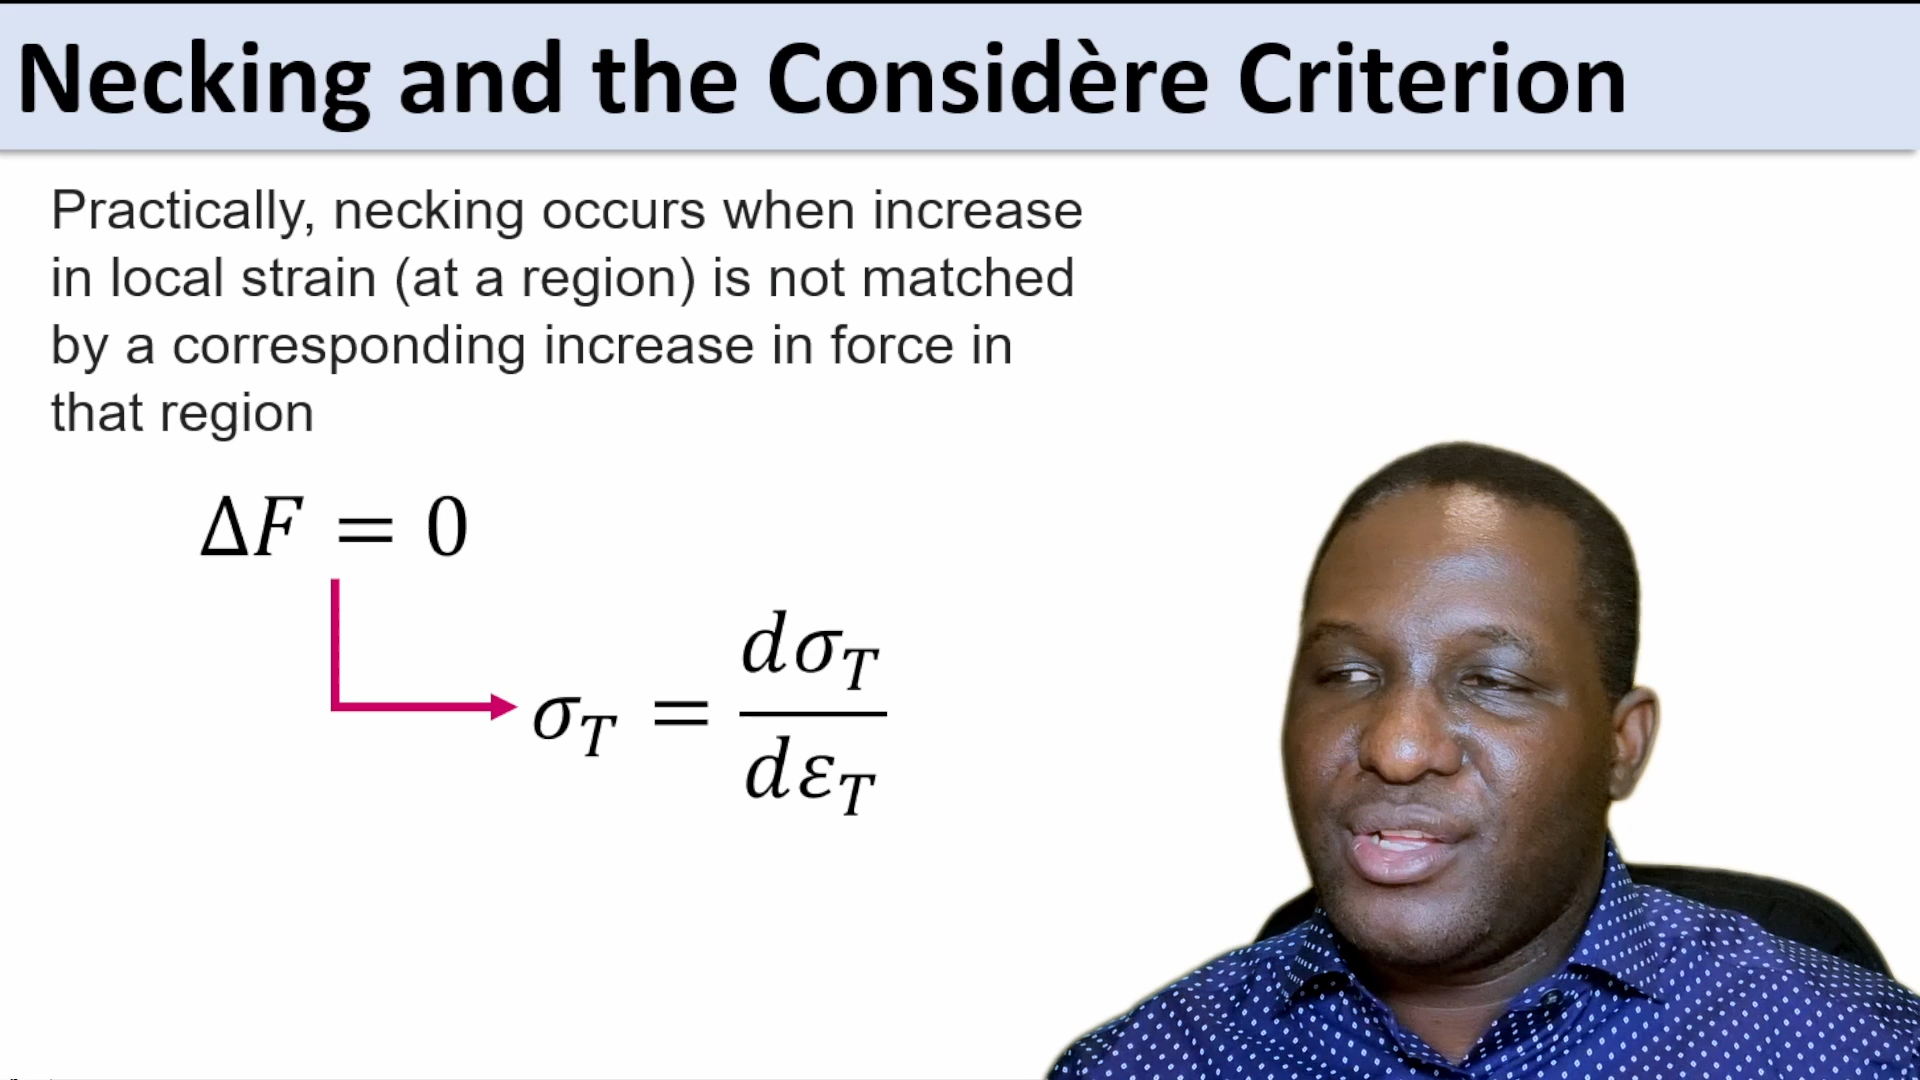 Necking and the Considère Criterion
Practically, necking occurs when increase
in local strain (at a region) is not matched
by a corresponding increase in force in
that region
ΔF = 0
σ_T = dσ_T / dε_T